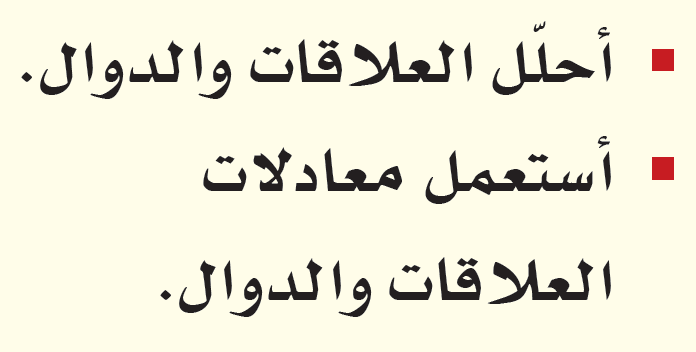 ▪ أحلّل العلاقات والدوال.
▪ أستعمل معادلات
العلاقات والدوال.